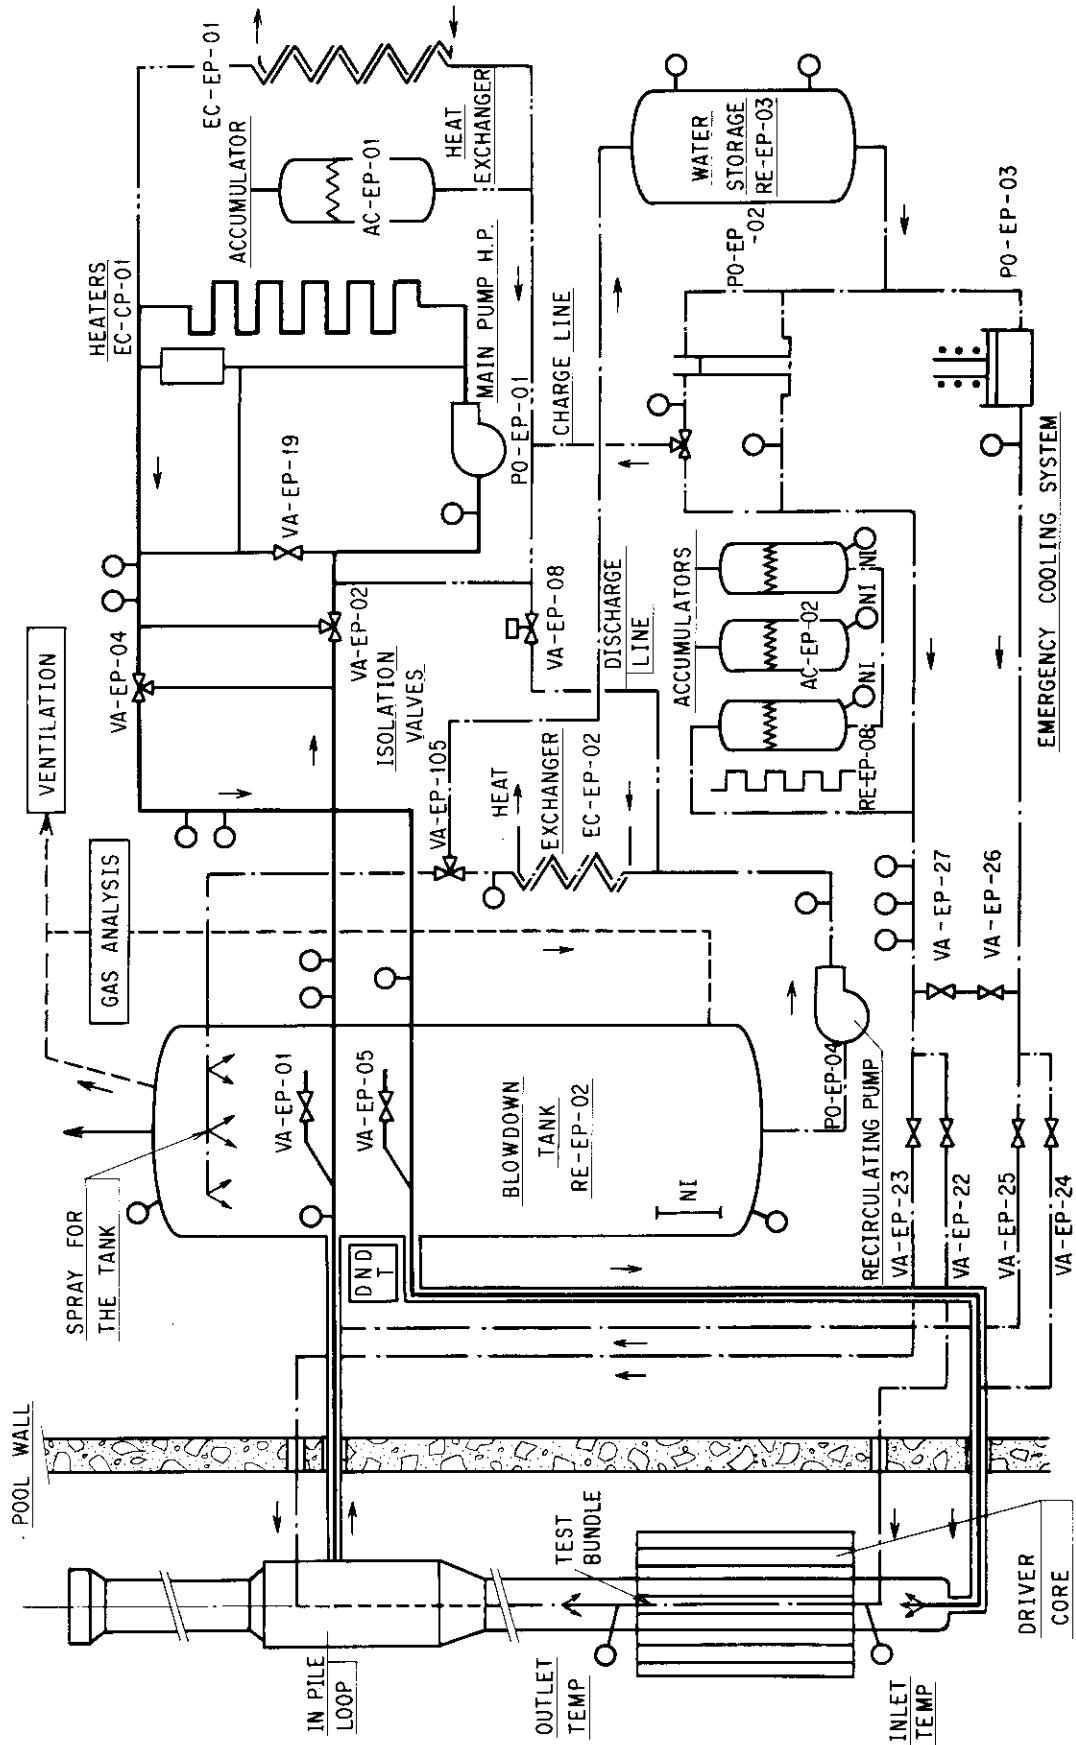 POOL WALL
IN PILE
LOOP
OUTLET
TEMP
INLET
TEMP
TEST
BUNDLE
DRIVER
CORE
SPRAY FOR
THE TANK
DND
T
VA-EP-01
VA-EP-05
BLOWDOWN
TANK
RE-EP-02
NI
GAS ANALYSIS
VENTILATION
PO-EP-04
RECIRCULATING PUMP
VA-EP-23
VA-EP-22
VA-EP-25
VA-EP-24
VA-EP-27
VA-EP-26
VA-EP-04
VA-EP-02
ISOLATION
VALVES
VA-EP-105
HEAT
EXCHANGER
EC-EP-02
VA-EP-19
VA-EP-08
DISCHARGE
LINE
ACCUMULATORS
AC-EP-02
NI
NI
NI
RE-EP-08
EMERGENCY COOLING SYSTEM
HEATERS
EC-CP-01
MAIN PUMP H.P.
PO-EP-01
CHARGE LINE
ACCUMULATOR
AC-EP-01
EC-EP-01
HEAT
EXCHANGER
WATER
STORAGE
RE-EP-03
PO-EP
-02
PO-EP-03